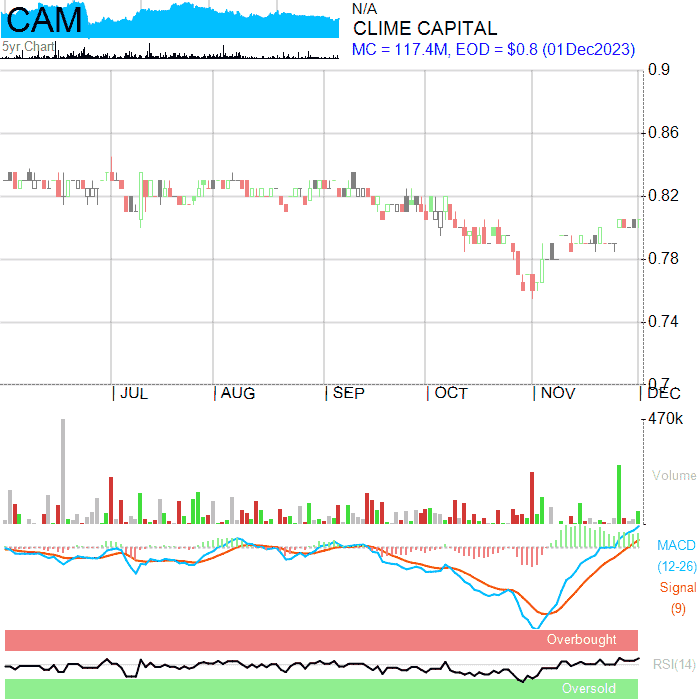 CAM
N/A
CLIME CAPITAL
5yr Chart
MC = 117.4M, EOD = $0.8 (01Dec2023)
0.9
0.86
0.82
0.78
0.74
0.7
JUL AUG SEP OCT NOV DEC
470k
Volume
MACD
(12-26)
Signal
(9)
Overbought
RSI(14)
Oversold